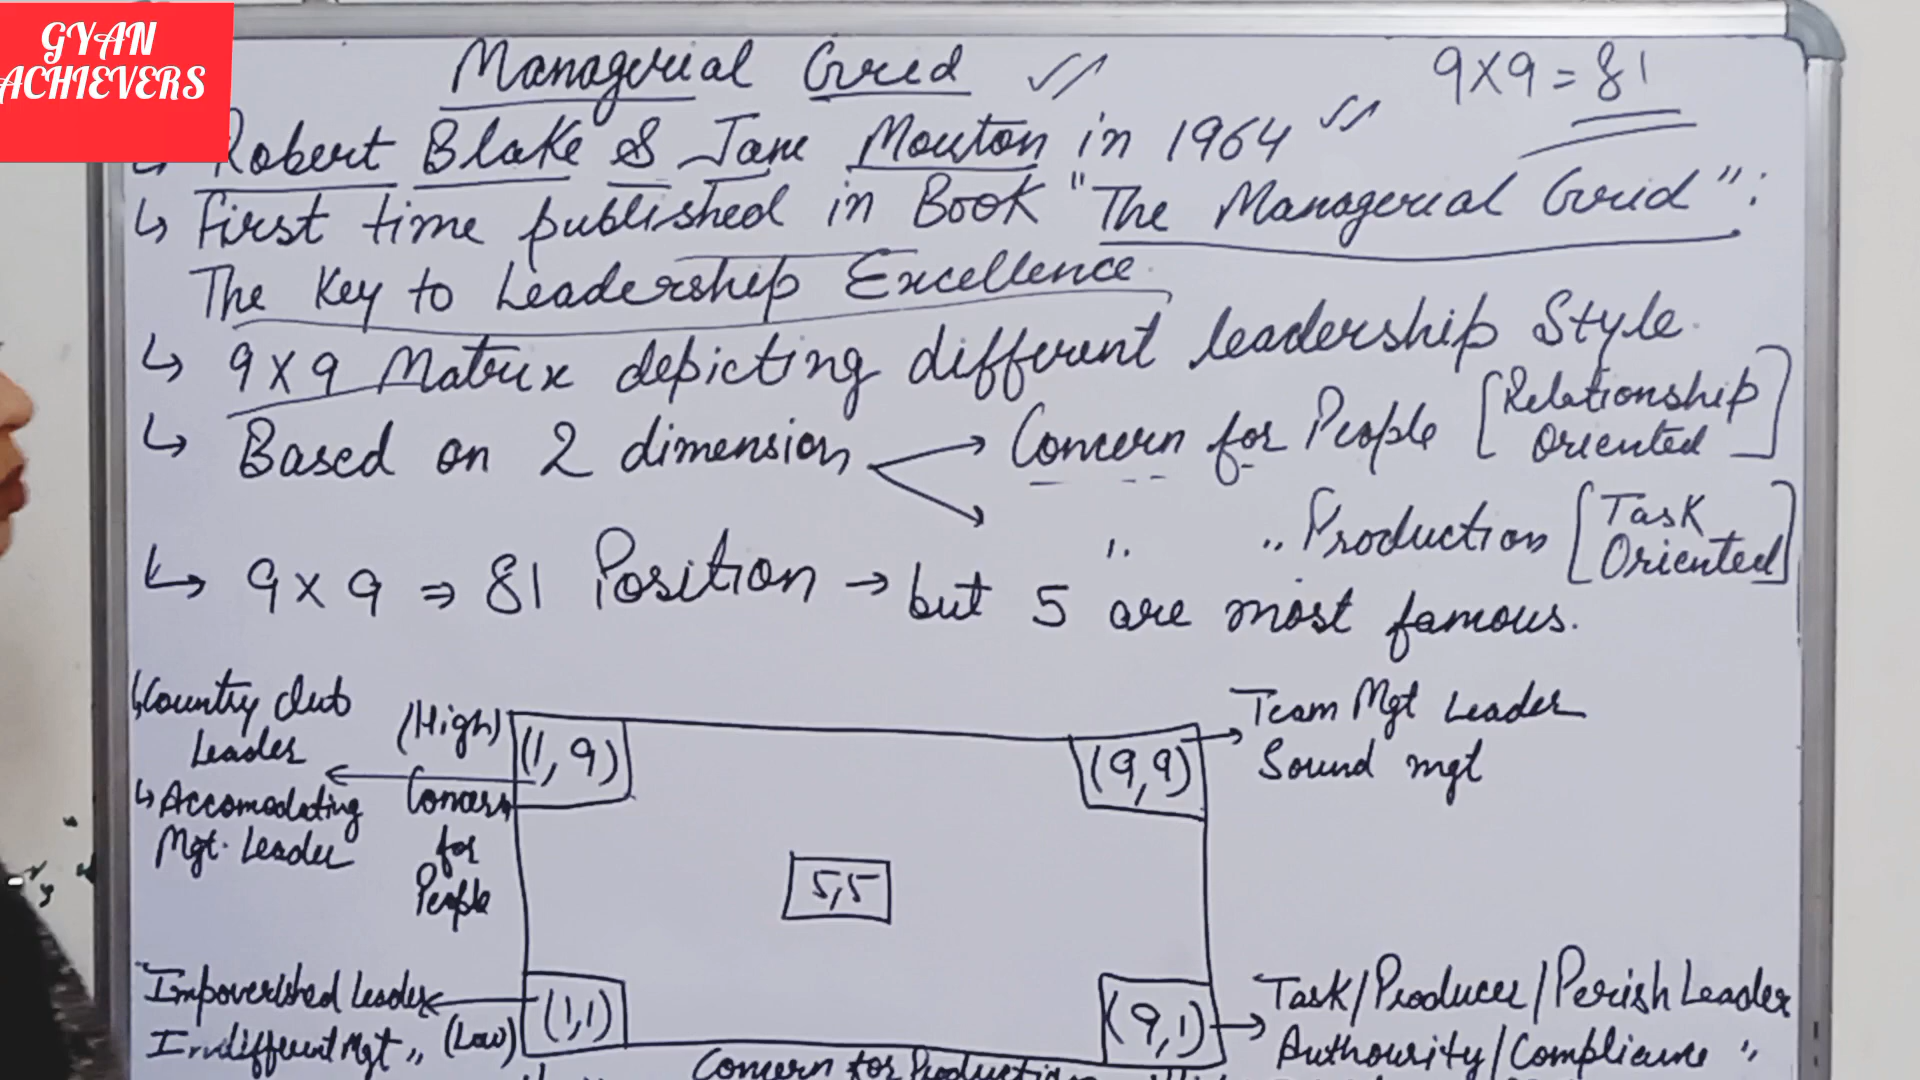 GYAN
ACHIEVERS
Managerial Grid
9x9 = 81
Robert Blake & Jane Mouton in 1964
First time published in Book "The Managerial Grid":
The Key to Leadership Excellence.
9x9 Matrix depicting different leadership Style.
Based on 2 dimension
Concern for People [Relationship Oriented]
" " Production [Task Oriented]
9 x 9 ⇒ 81 Position → but 5 are most famous.
Country club
Leader
Accomodating
Mgt. Leader
(High)
Concern
for
People
(1,9)
(9,9)
Team Mgt Leader
Sound mgt
5,5
Impoverished Leader
Indifferent Mgt "
(Low)
(1,1)
(9,1)
Task/Producer/Perish Leader
Authourity/Compliance "
Concern for Production